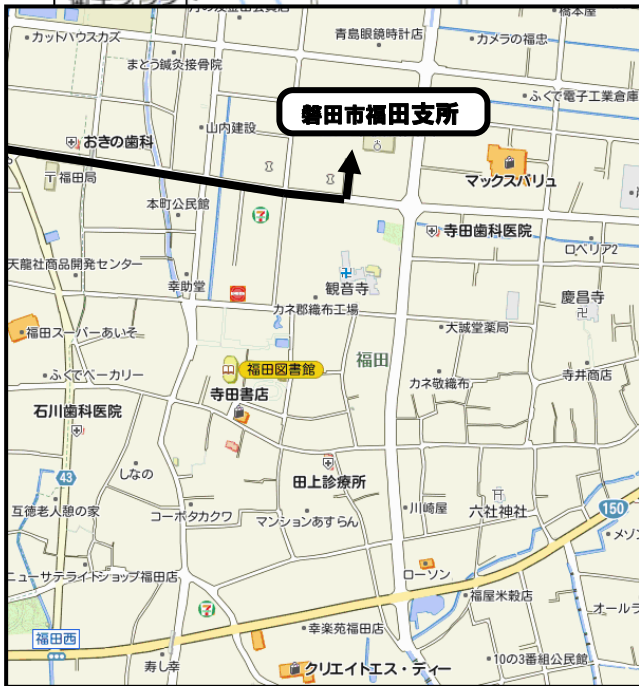 カッドハウスカズ
青島眼鏡時計店
カメラの福忠
まとう鍼灸接骨院
ふくで電子工業倉庫
磐田市福田支所
山内建設
おきの歯科
マックスバリュ
〒福田局
本町公民館
7
寺田歯科医院
ロベリア2
天龍社商品開発センター
幸助堂
観音寺
慶昌寺
カネ郡織布工場
大誠堂薬局
福田スーパーあいそ
福田
福田図書館
ふくでベーカリー
カネ敬織布
寺井商店
寺田書店
石川歯科医院
43
しなの
田上診療所
互徳老人憩の家
コーポタカクワ
マンションあすらん
川崎屋
六社神社
150
メゾン
ニューサテライトショップ福田店
ローソン
福屋米穀店
7
オールラ
幸楽苑福田店
福田西
寿し幸
クリエイトエス・ディー
10の3番組公民館